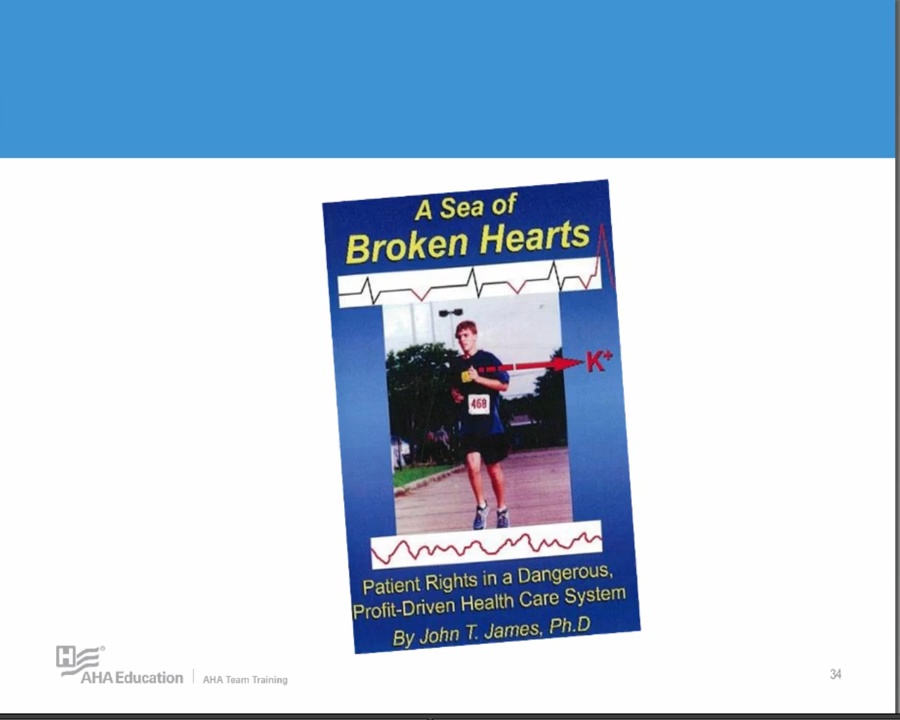 A Sea of
Broken Hearts
K+
468
Patient Rights in a Dangerous,
Profit-Driven Health Care System
By John T. James, Ph.D
H®
AHA Education | AHA Team Training
34